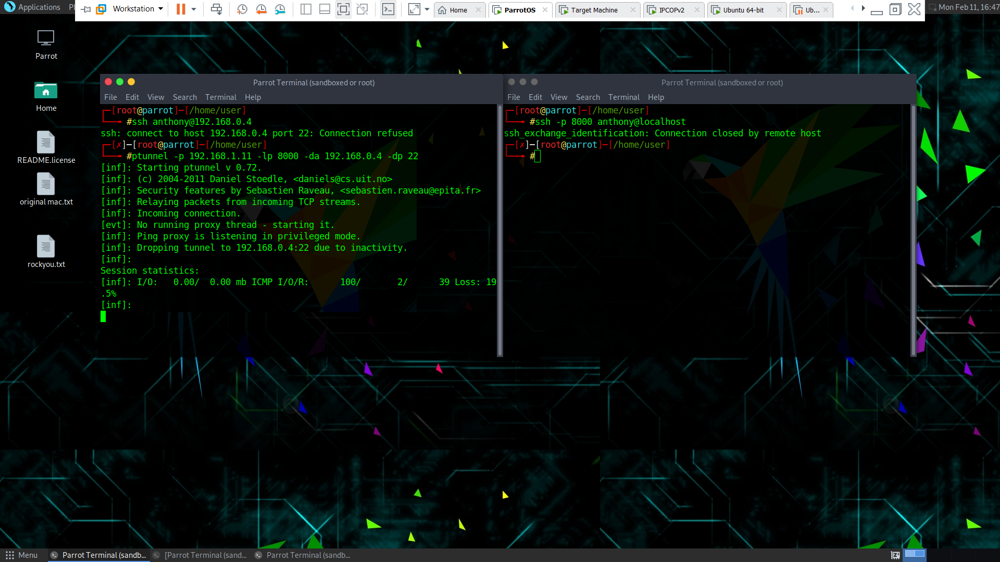 Applications
Workstation
Home
ParrotOS
Target Machine
IPCOPv2
Ubuntu 64-bit
Ub...
Mon Feb 11, 16:47
Parrot
Home
README.license
original mac.txt
rockyou.txt
Parrot Terminal (sandboxed or root)
File Edit View Search Terminal Help
[root@parrot]─[/home/user]
#ssh anthony@192.168.0.4
ssh: connect to host 192.168.0.4 port 22: Connection refused
[✗]─[root@parrot]─[/home/user]
#ptunnel -p 192.168.1.11 -lp 8000 -da 192.168.0.4 -dp 22
[inf]: Starting ptunnel v 0.72.
[inf]: (c) 2004-2011 Daniel Stoedle, <daniels@cs.uit.no>
[inf]: Security features by Sebastien Raveau, <sebastien.raveau@epita.fr>
[inf]: Relaying packets from incoming TCP streams.
[inf]: Incoming connection.
[evt]: No running proxy thread - starting it.
[inf]: Ping proxy is listening in privileged mode.
[inf]: Dropping tunnel to 192.168.0.4:22 due to inactivity.
[inf]:
Session statistics:
[inf]: I/O:   0.00/  0.00 mb ICMP I/O/R:      100/       2/      39 Loss: 19
.5%
[inf]:
Parrot Terminal (sandboxed or root)
File Edit View Search Terminal Help
[root@parrot]─[/home/user]
#ssh -p 8000 anthony@localhost
ssh_exchange_identification: Connection closed by remote host
[✗]─[root@parrot]─[/home/user]
#
Menu
Parrot Terminal (sandb...
[Parrot Terminal (sand...
Parrot Terminal (sandb...